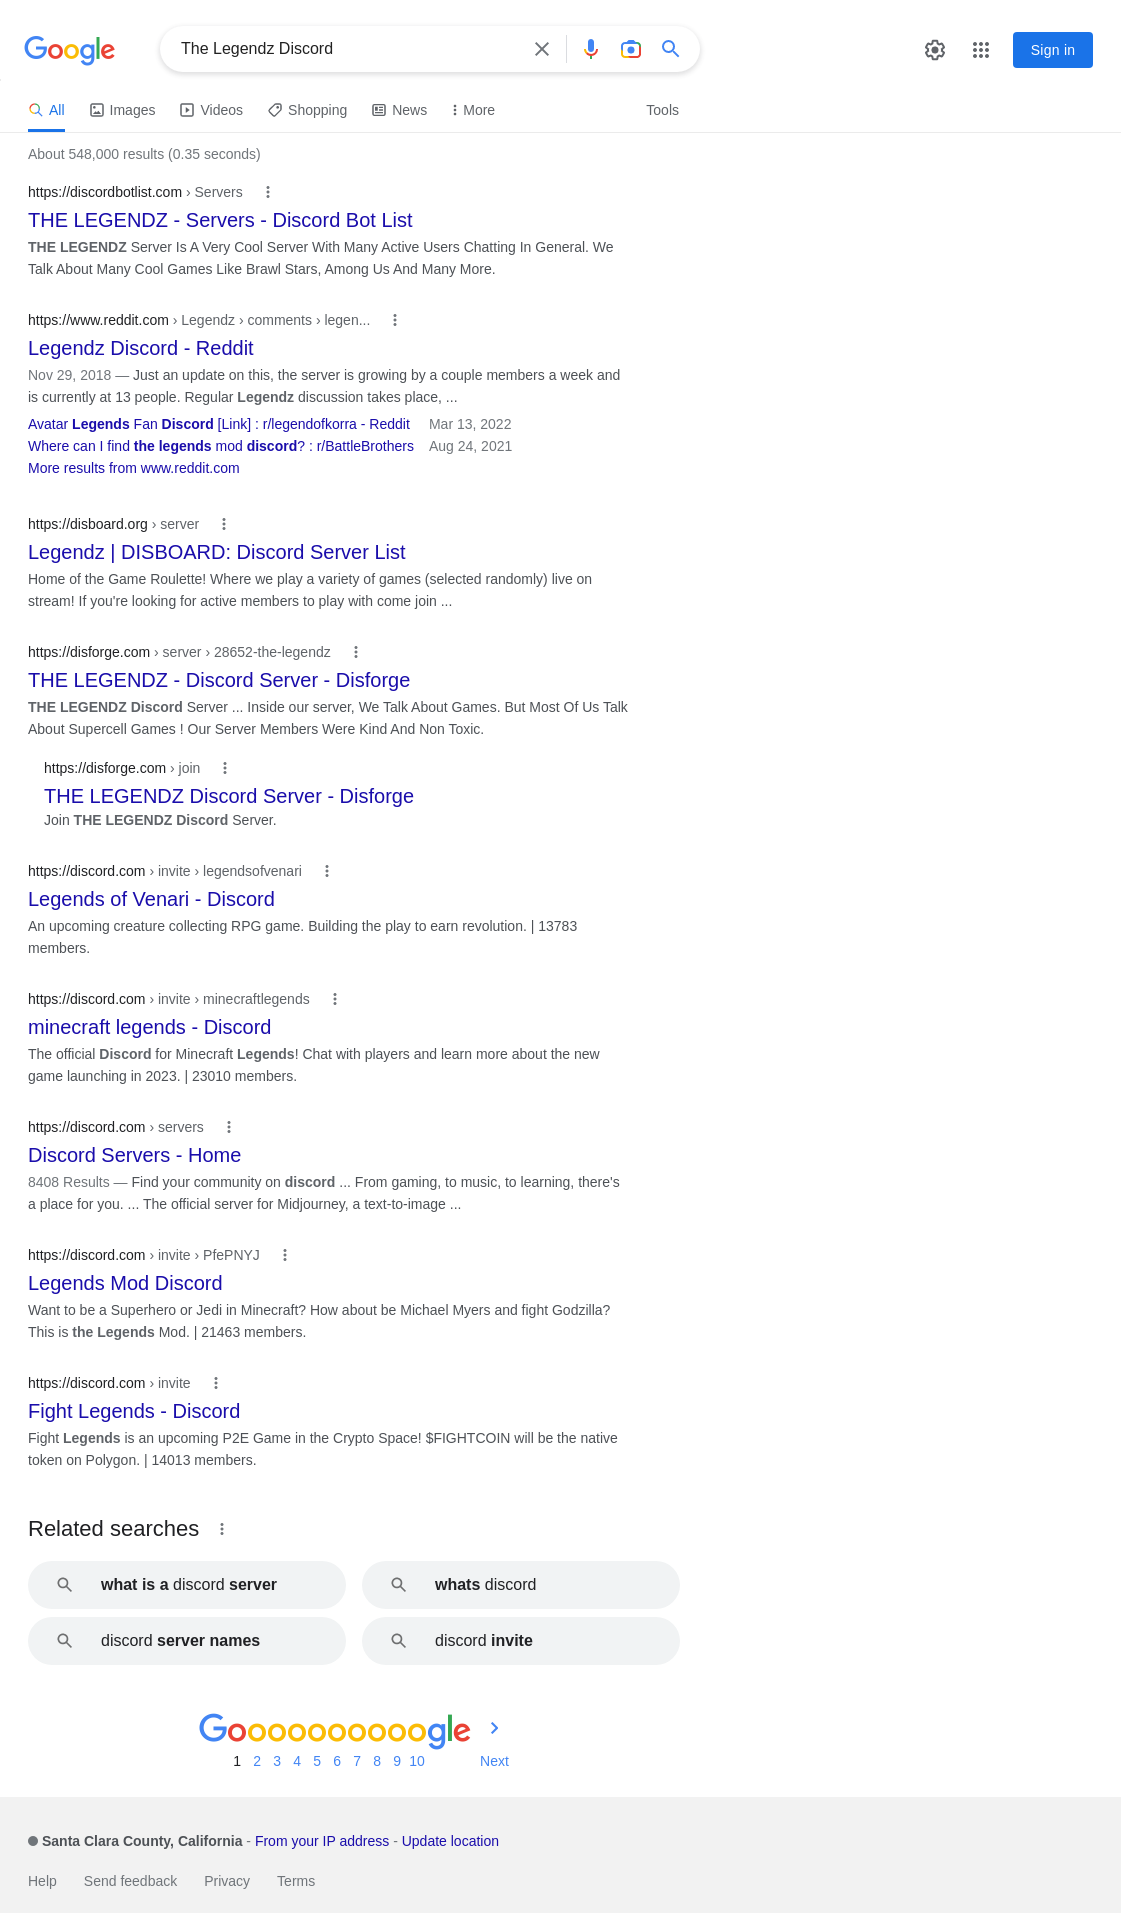 Google
The Legendz Discord
Sign in
All
Images
Videos
Shopping
News
More
Tools
About 548,000 results (0.35 seconds)
https://discordbotlist.com › Servers
THE LEGENDZ - Servers - Discord Bot List
THE LEGENDZ Server Is A Very Cool Server With Many Active Users Chatting In General. We
Talk About Many Cool Games Like Brawl Stars, Among Us And Many More.
https://www.reddit.com › Legendz › comments › legen...
Legendz Discord - Reddit
Nov 29, 2018 — Just an update on this, the server is growing by a couple members a week and
is currently at 13 people. Regular Legendz discussion takes place, ...
Avatar Legends Fan Discord [Link] : r/legendofkorra - Reddit Mar 13, 2022
Where can I find the legends mod discord? : r/BattleBrothers Aug 24, 2021
More results from www.reddit.com
https://disboard.org › server
Legendz | DISBOARD: Discord Server List
Home of the Game Roulette! Where we play a variety of games (selected randomly) live on
stream! If you're looking for active members to play with come join ...
https://disforge.com › server › 28652-the-legendz
THE LEGENDZ - Discord Server - Disforge
THE LEGENDZ Discord Server ... Inside our server, We Talk About Games. But Most Of Us Talk
About Supercell Games ! Our Server Members Were Kind And Non Toxic.
https://disforge.com › join
THE LEGENDZ Discord Server - Disforge
Join THE LEGENDZ Discord Server.
https://discord.com › invite › legendsofvenari
Legends of Venari - Discord
An upcoming creature collecting RPG game. Building the play to earn revolution. | 13783
members.
https://discord.com › invite › minecraftlegends
minecraft legends - Discord
The official Discord for Minecraft Legends! Chat with players and learn more about the new
game launching in 2023. | 23010 members.
https://discord.com › servers
Discord Servers - Home
8408 Results — Find your community on discord ... From gaming, to music, to learning, there's
a place for you. ... The official server for Midjourney, a text-to-image ...
https://discord.com › invite › PfePNYJ
Legends Mod Discord
Want to be a Superhero or Jedi in Minecraft? How about be Michael Myers and fight Godzilla?
This is the Legends Mod. | 21463 members.
https://discord.com › invite
Fight Legends - Discord
Fight Legends is an upcoming P2E Game in the Crypto Space! $FIGHTCOIN will be the native
token on Polygon. | 14013 members.
Related searches
what is a discord server
whats discord
discord server names
discord invite
Goooooooooogle
1 2 3 4 5 6 7 8 9 10 Next
Santa Clara County, California - From your IP address - Update location
Help Send feedback Privacy Terms